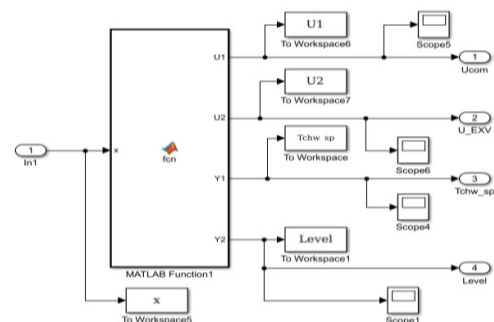 U1
To Workspace6
Scope5
U1
1
Ucom
U2
To Workspace7
U2
2
U_EXV
Tchw sp
To Workspace
Scope6
1
In1
x
fcn
Y1
3
Tchw_sp
Scope4
Y2
Level
To Workspace1
4
Level
MATLAB Function1
x
To Workspace5
Scope1